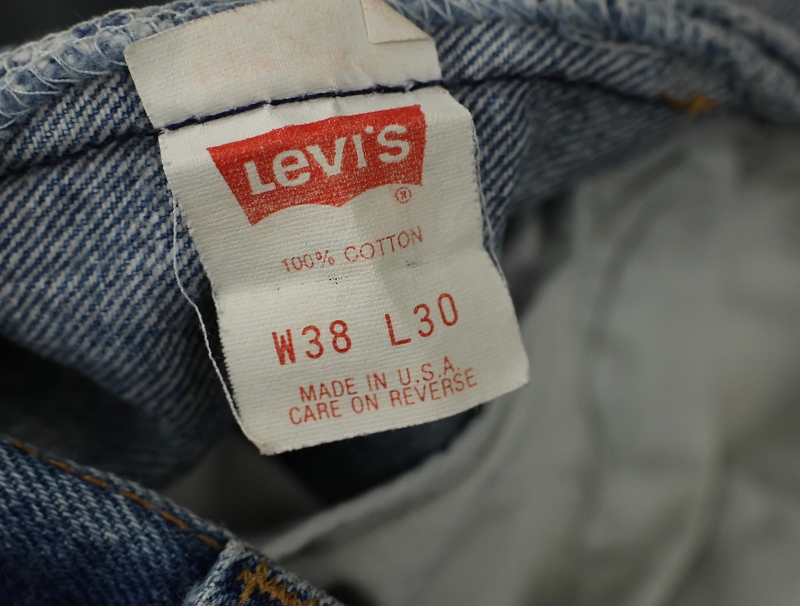 LEVI'S
®
100% COTTON
W38 L30
MADE IN U.S.A.
CARE ON REVERSE